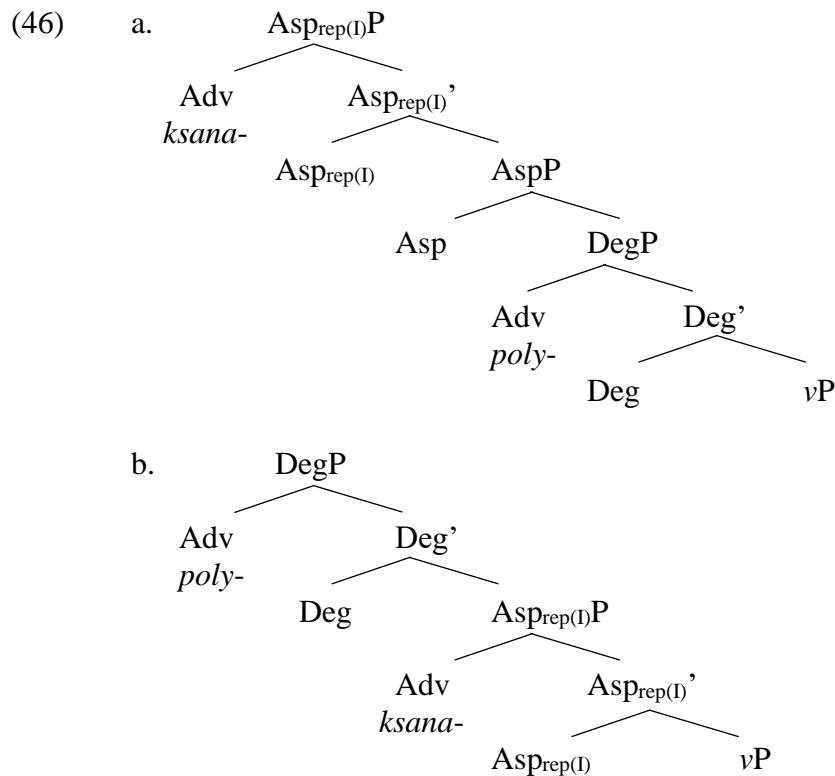 (46) a. Asp_rep(I)P
Adv Asp_rep(I)’
ksana-
Asp_rep(I) AspP
Asp DegP
Adv Deg’
poly-
Deg vP
b. DegP
Adv Deg’
poly-
Deg Asp_rep(I)P
Adv Asp_rep(I)’
ksana-
Asp_rep(I) vP